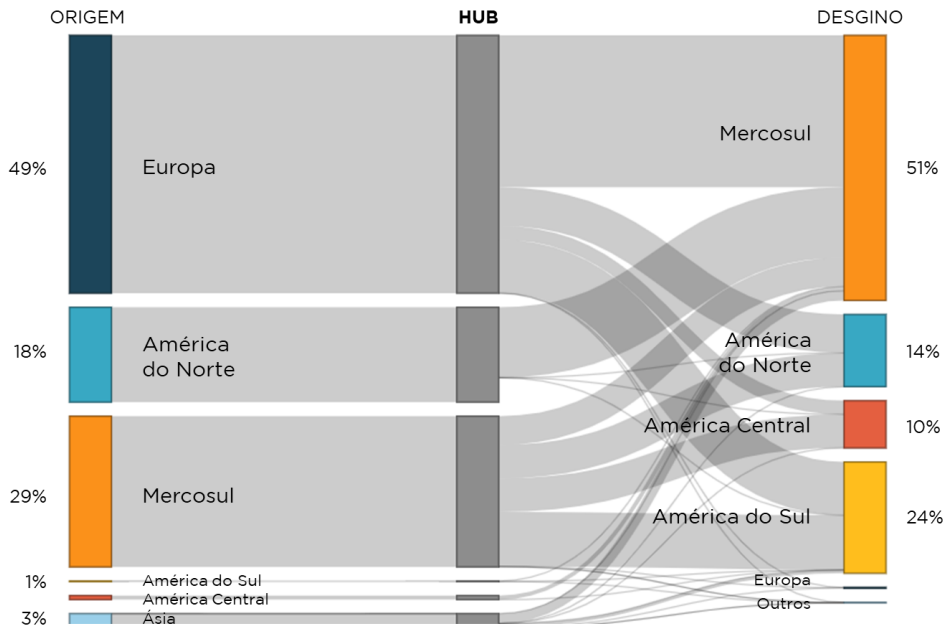 ORIGEM HUB DESGINO
Mercosul
49% Europa 51%
América
18% do Norte
América
do Norte 14%
América Central 10%
29% Mercosul
América do Sul 24%
1% América do Sul Europa
América Central Outros
3% Ásia